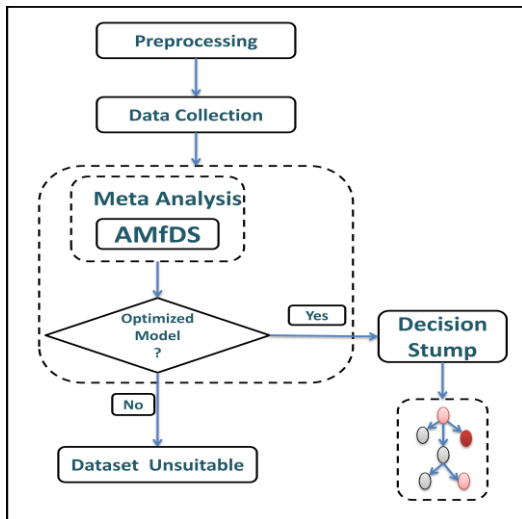 Preprocessing
Data Collection
Meta Analysis
AMfDS
Optimized
Model
?
Yes
Decision
Stump
No
Dataset Unsuitable